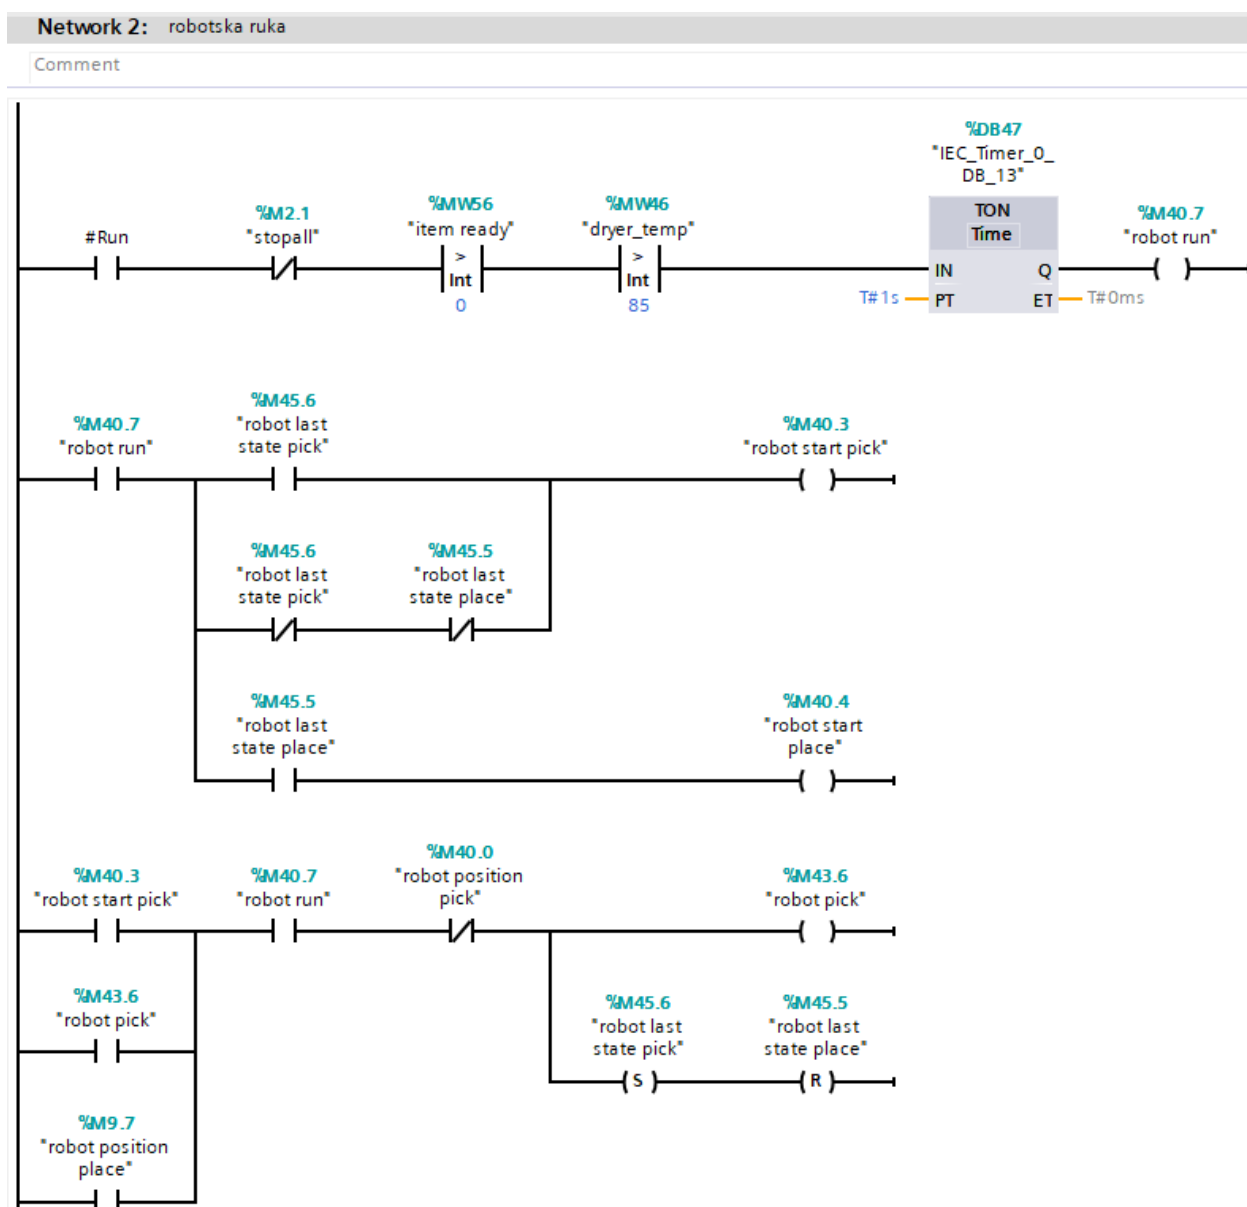 Network 2: robotska ruka
Comment
%DB47
"IEC_Timer_0_
DB_13"
%MW56
%MW46
%M2.1
TON
%M40.7
#Run
"stopall"
"item ready"
"dryer_temp"
Time
"robot run"
>
>
Int
Int
IN
Q
0
85
T#1s
PT
ET
T#0ms
%M45.6
%M40.7
"robot last
%M40.3
"robot run"
state pick"
"robot start pick"
%M45.6
%M45.5
"robot last
"robot last
state pick"
state place"
%M45.5
%M40.4
"robot last
"robot start
state place"
place"
%M40.0
%M40.3
%M40.7
"robot position
%M43.6
"robot start pick"
"robot run"
pick"
"robot pick"
%M43.6
%M45.6
%M45.5
"robot pick"
"robot last
"robot last
state pick"
state place"
S
R
%M9.7
"robot position
place"